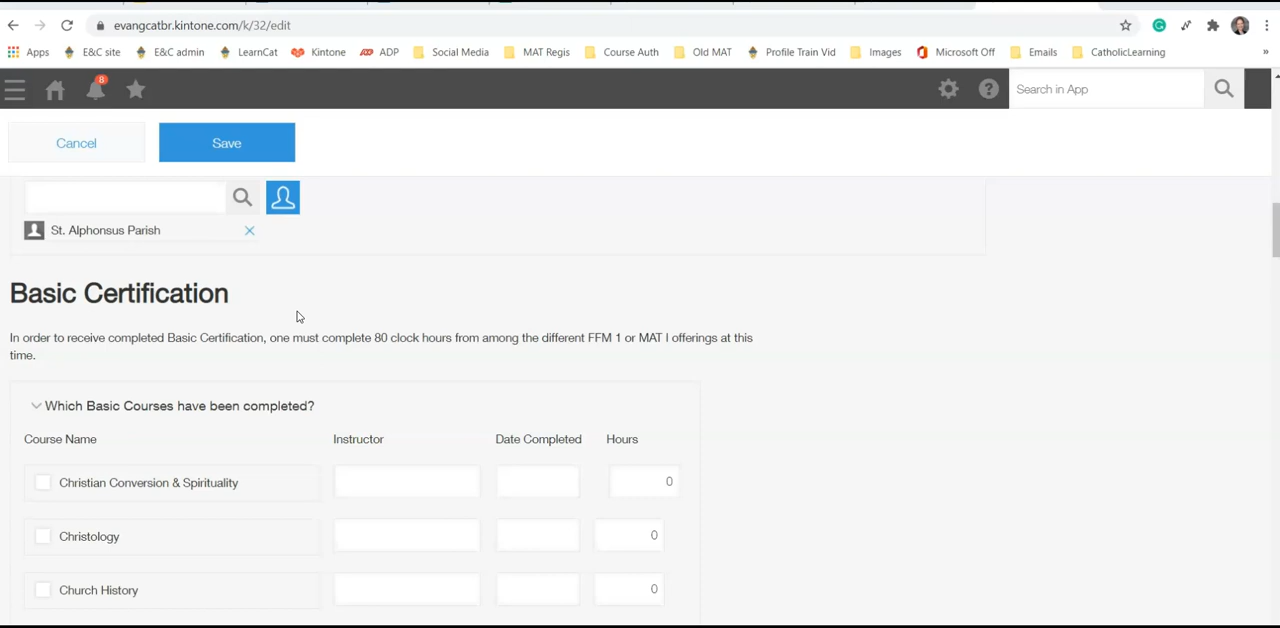 evangcatbr.kintone.com/k/32/edit
Apps E&C site E&C admin LearnCat Kintone ADP Social Media MAT Regis Course Auth Old MAT Profile Train Vid Images Microsoft Off Emails CatholicLearning »
8 Search in App
Cancel Save
St. Alphonsus Parish
Basic Certification
In order to receive completed Basic Certification, one must complete 80 clock hours from among the different FFM 1 or MAT I offerings at this
time.
Which Basic Courses have been completed?
Course Name Instructor Date Completed Hours
Christian Conversion & Spirituality 0
Christology 0
Church History 0